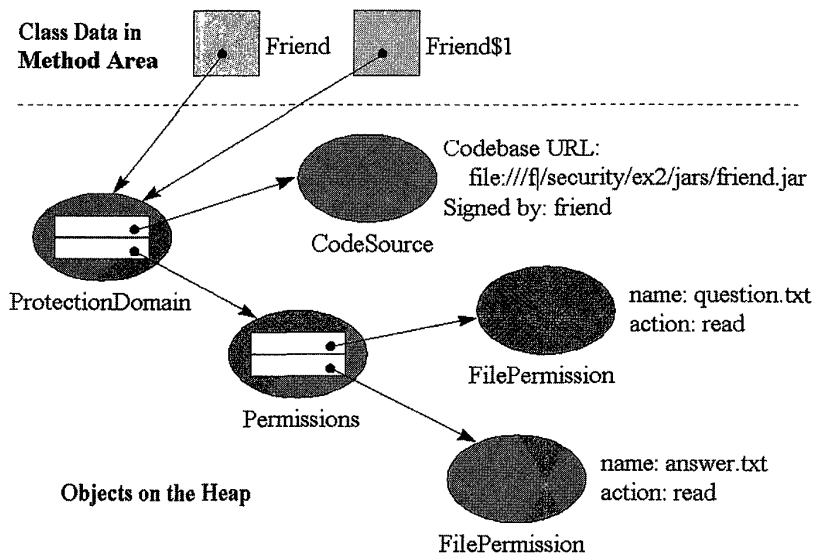 Class Data in
Method Area
Friend
Friend$1
Codebase URL:
file:///f|/security/ex2/jars/friend.jar
Signed by: friend
CodeSource
ProtectionDomain
name: question.txt
action: read
FilePermission
Permissions
name: answer.txt
action: read
Objects on the Heap
FilePermission